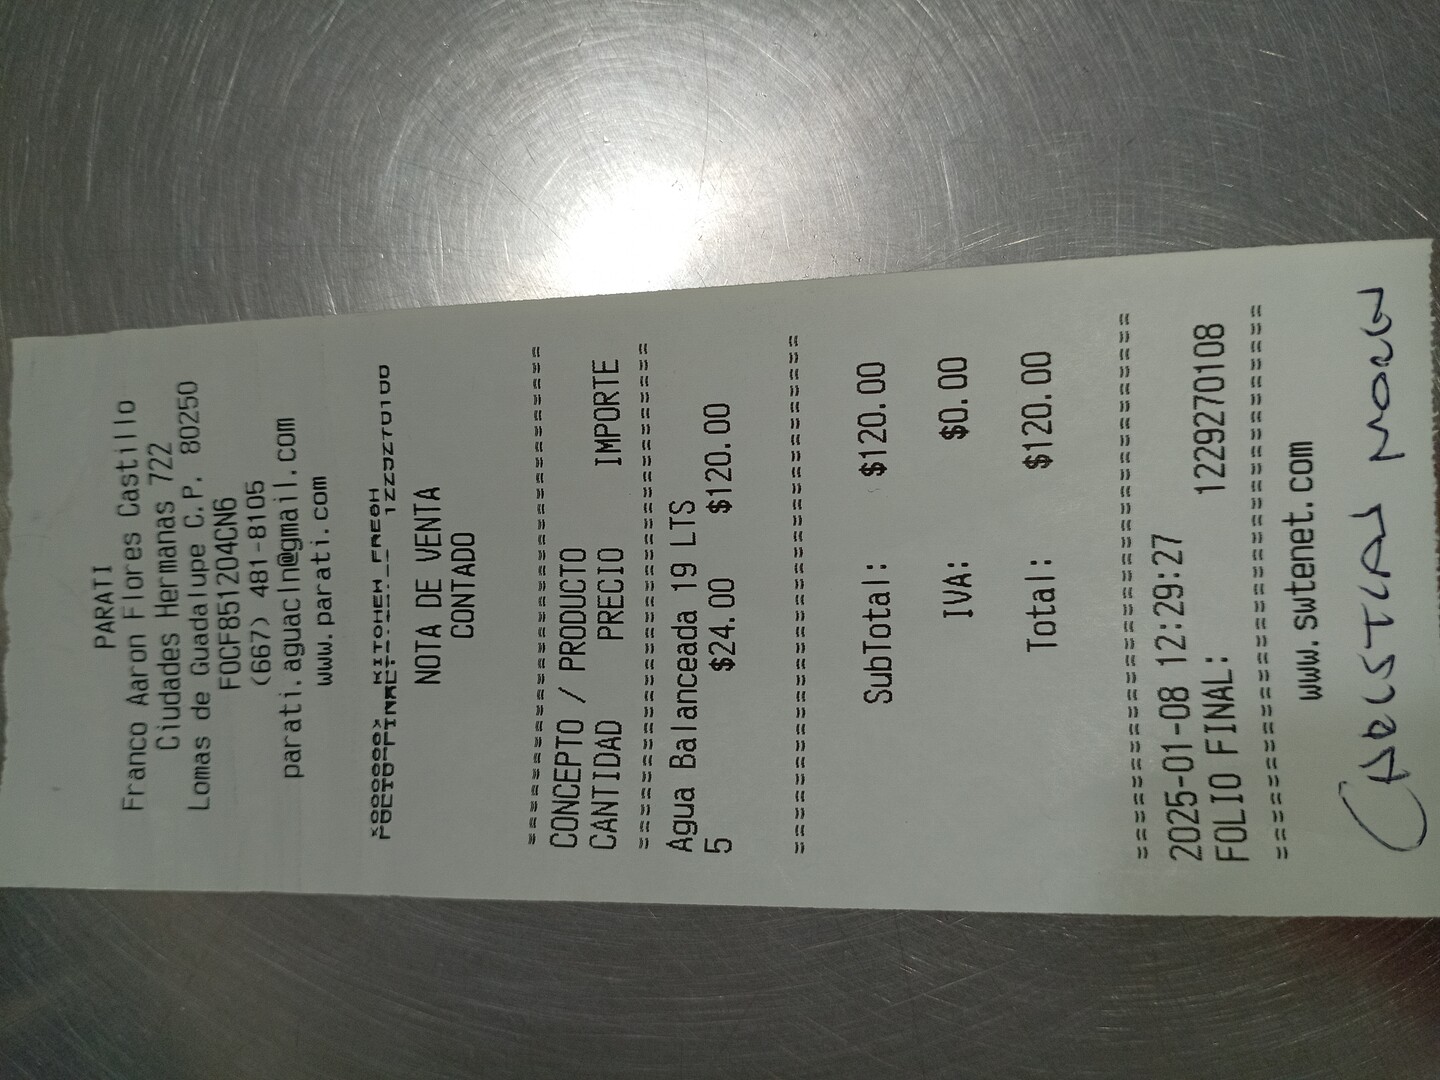 PARATI
Franco Aaron Flores Castillo
Ciudades Hermanas 722
Lomas de Guadalupe C.P. 80250
FOCF851204CN6
(667) 481-8105
parati.aguacln@gmail.com
www.parati.com
KITCHEN FRESH
NOTA DE VENTA
CONTADO
===========================
CONCEPTO / PRODUCTO
CANTIDAD PRECIO IMPORTE
===========================
Agua Balanceada 19 LTS
5 $24.00 $120.00
===========================
SubTotal: $120.00
IVA: $0.00
Total: $120.00
===========================
2025-01-08 12:29:27
FOLIO FINAL: 1229270108
===========================
www.swtenet.com